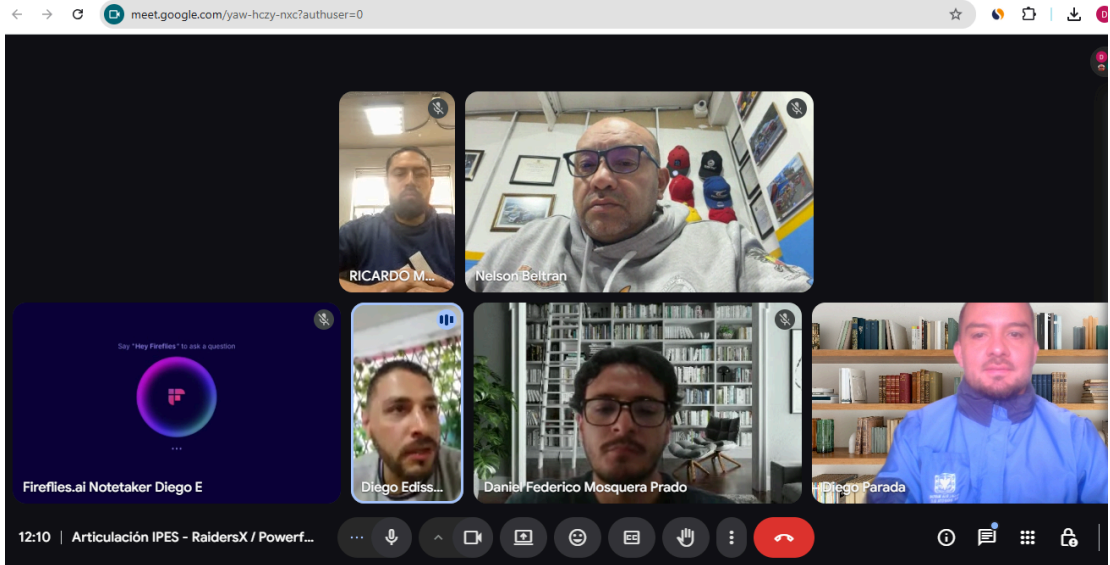 meet.google.com/yaw-hczy-nxc?authuser=0
D
D
RICARDO M...
Nelson Beltran
Say "Hey Fireflies" to ask a question
Fireflies.ai Notetaker Diego E
Diego Ediss...
Daniel Federico Mosquera Prado
Diego Parada
12:10 | Articulación IPES - RaidersX / Powerf...
CC